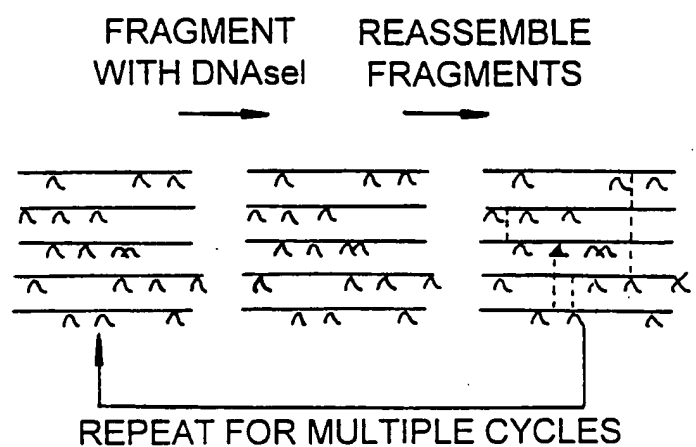 FRAGMENT
WITH DNAseI
REASSEMBLE
FRAGMENTS
REPEAT FOR MULTIPLE CYCLES